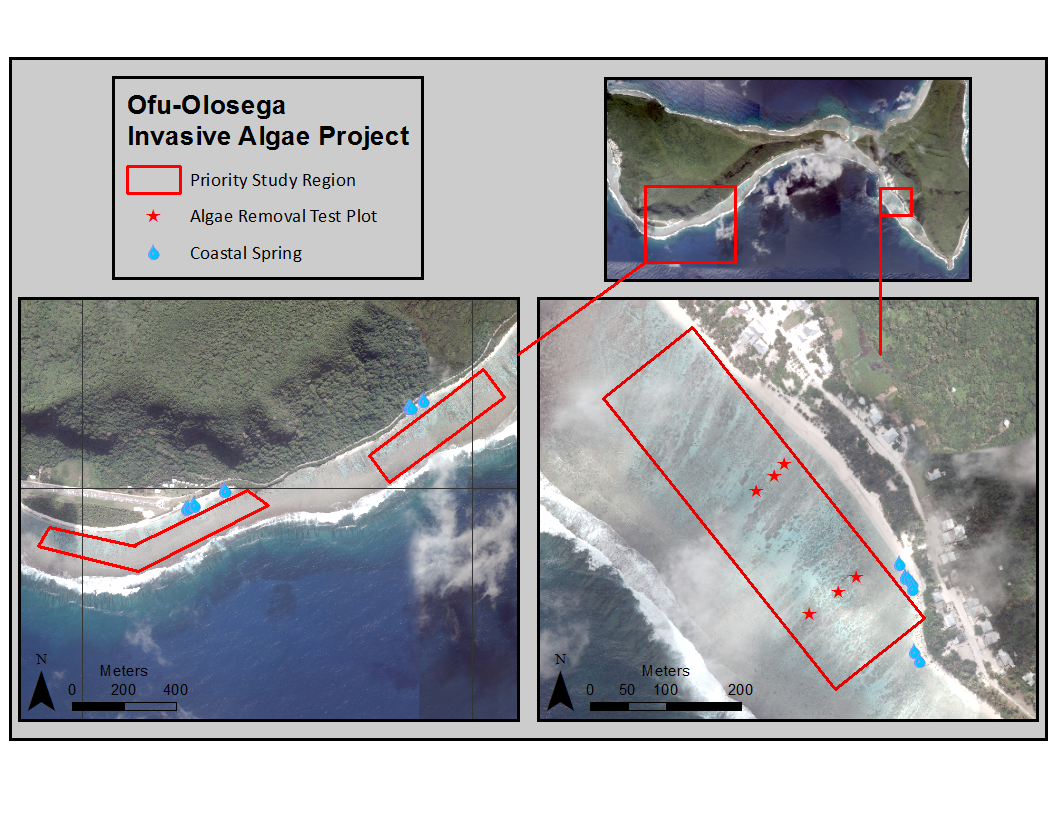 Ofu-Olosega
Invasive Algae Project
Priority Study Region
Algae Removal Test Plot
Coastal Spring
N
Meters
0 200 400
N
Meters
0 50 100 200